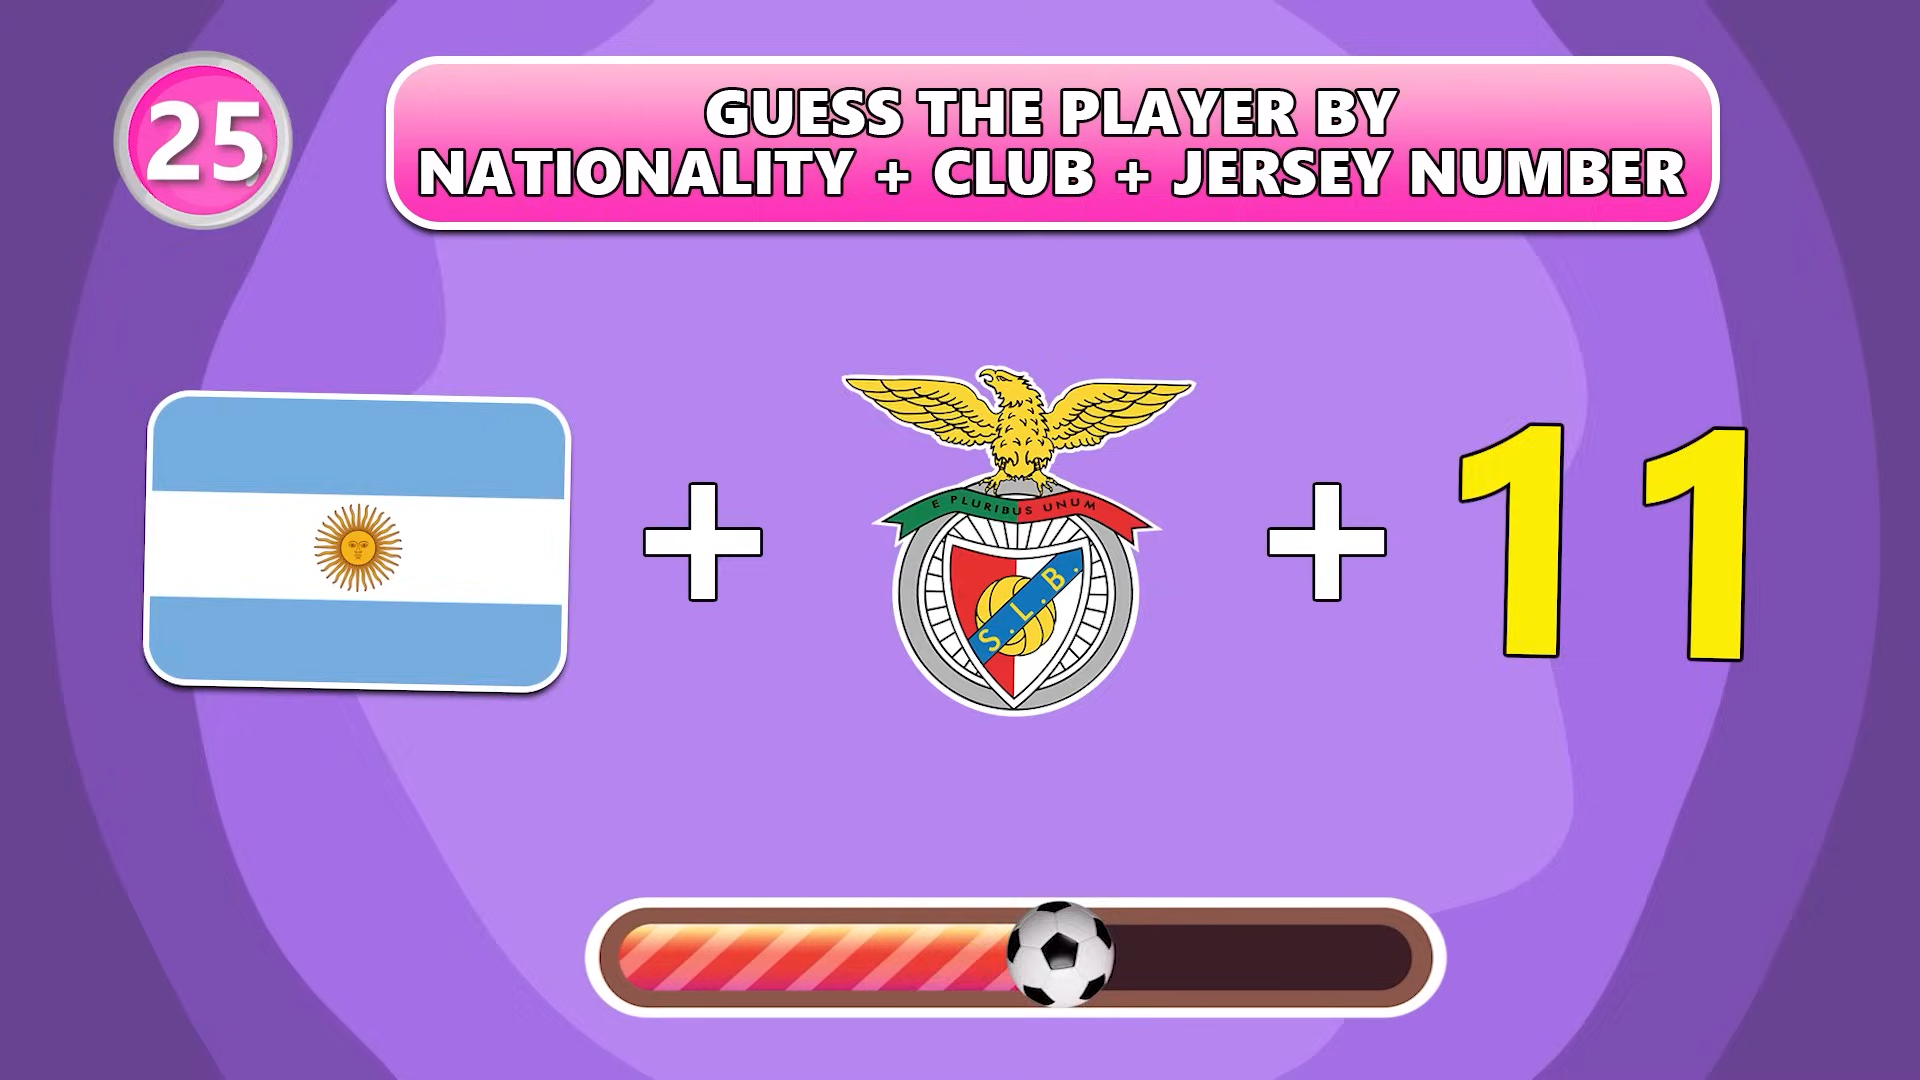 25
GUESS THE PLAYER BY
NATIONALITY + CLUB + JERSEY NUMBER
+
+
11
E PLURIBUS UNUM
S.L.B.